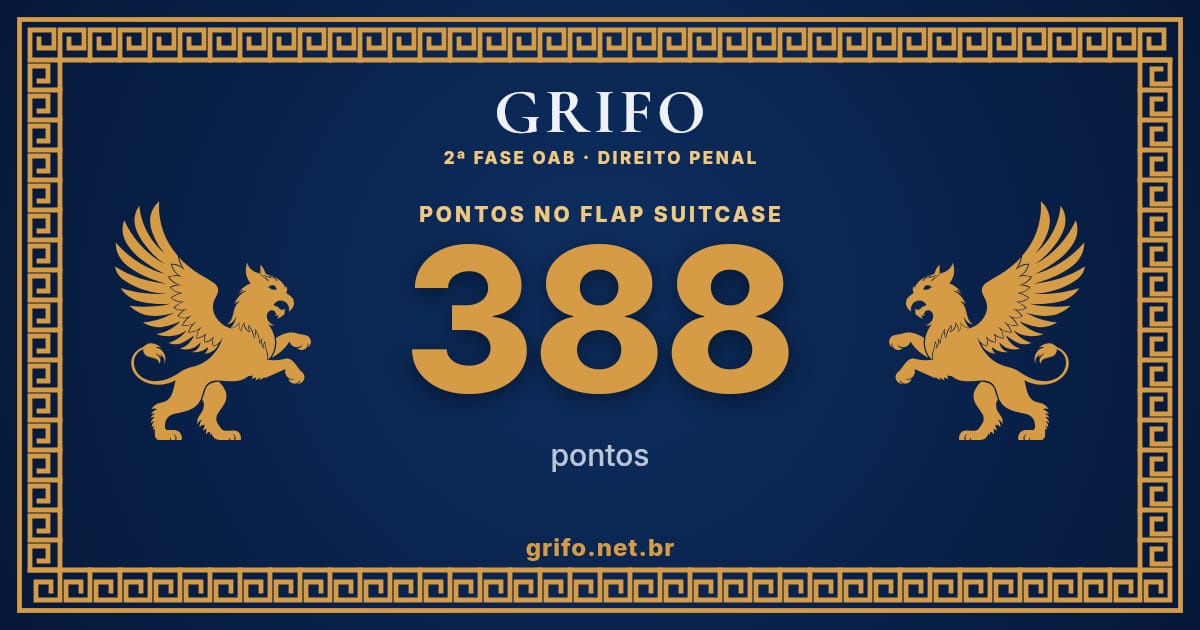 GRIFO
2ª FASE OAB · DIREITO PENAL
PONTOS NO FLAP SUITCASE
388
pontos
grifo.net.br